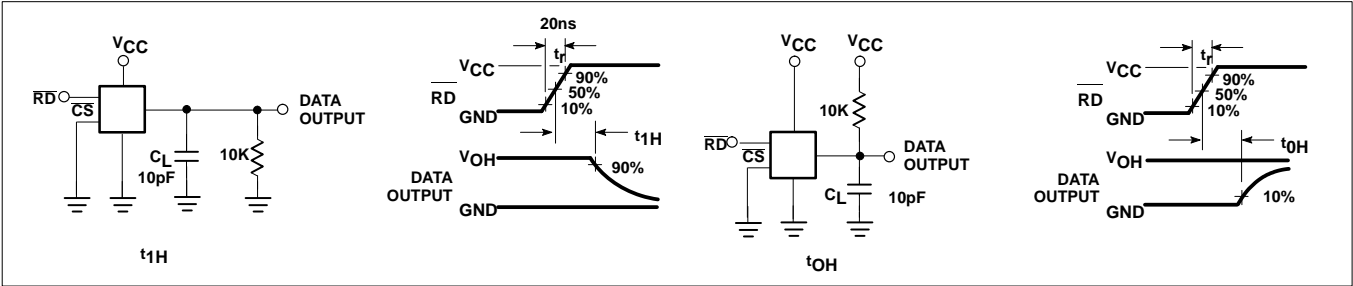 VCC
RD
CS
DATA
OUTPUT
CL
10pF
10K
t1H
20ns
tr
VCC
90%
50%
10%
RD
GND
t1H
VOH
90%
DATA
OUTPUT
GND
VCC
VCC
10K
RD
CS
DATA
OUTPUT
CL
10pF
tOH
tr
VCC
90%
50%
10%
RD
GND
t0H
VOH
DATA
OUTPUT
10%
GND